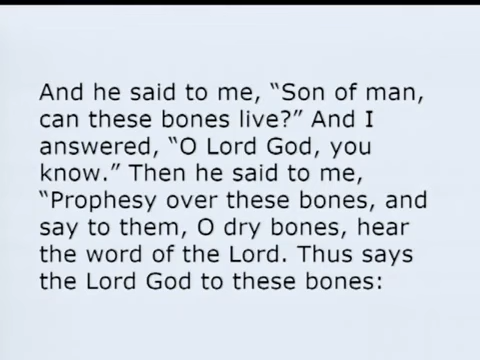 And he said to me, “Son of man,
can these bones live?” And I
answered, “O Lord God, you
know.” Then he said to me,
“Prophesy over these bones, and
say to them, O dry bones, hear
the word of the Lord. Thus says
the Lord God to these bones: